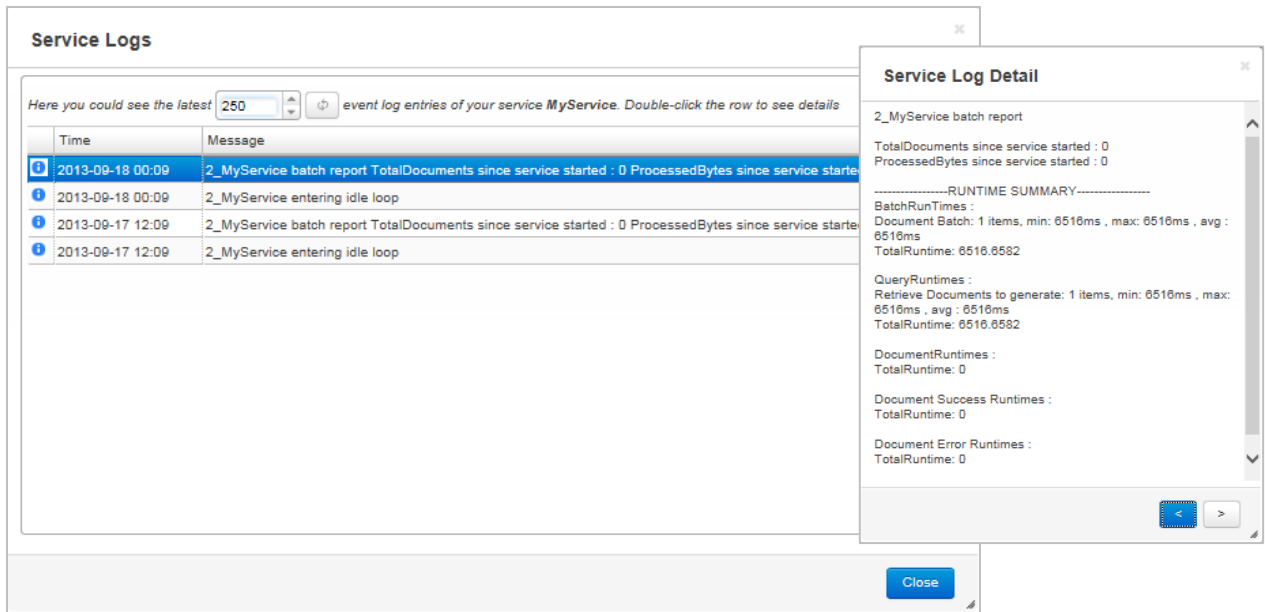 Service Logs
Here you could see the latest 250 event log entries of your service MyService. Double-click the row to see details
Time Message
2013-09-18 00:09 2_MyService batch report TotalDocuments since service started : 0 ProcessedBytes since service starte
2013-09-18 00:09 2_MyService entering idle loop
2013-09-17 12:09 2_MyService batch report TotalDocuments since service started : 0 ProcessedBytes since service starte
2013-09-17 12:09 2_MyService entering idle loop
Close
Service Log Detail
2_MyService batch report
TotalDocuments since service started : 0
ProcessedBytes since service started : 0
------------------RUNTIME SUMMARY------------------
BatchRunTimes :
Document Batch: 1 items, min: 6516ms , max: 6516ms , avg :
6516ms
TotalRuntime: 6516.6582
QueryRuntimes :
Retrieve Documents to generate: 1 items, min: 6516ms , max:
6516ms , avg : 6516ms
TotalRuntime: 6516.6582
DocumentRuntimes :
TotalRuntime: 0
Document Success Runtimes :
TotalRuntime: 0
Document Error Runtimes :
TotalRuntime: 0
< >